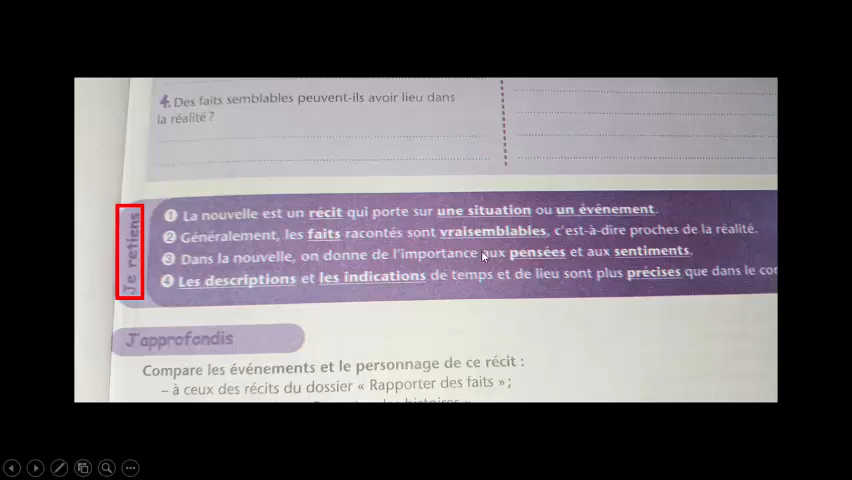 4. Des faits semblables peuvent-ils avoir lieu dans
la réalité ?
Je retiens
1 La nouvelle est un récit qui porte sur une situation ou un événement.
2 Généralement, les faits racontés sont vraisemblables, c'est-à-dire proches de la réalité.
3 Dans la nouvelle, on donne de l'importance aux pensées et aux sentiments.
4 Les descriptions et les indications de temps et de lieu sont plus précises que dans le
J'approfondis
Compare les événements et le personnage de ce récit :
– à ceux des récits du dossier « Rapporter des faits » ;